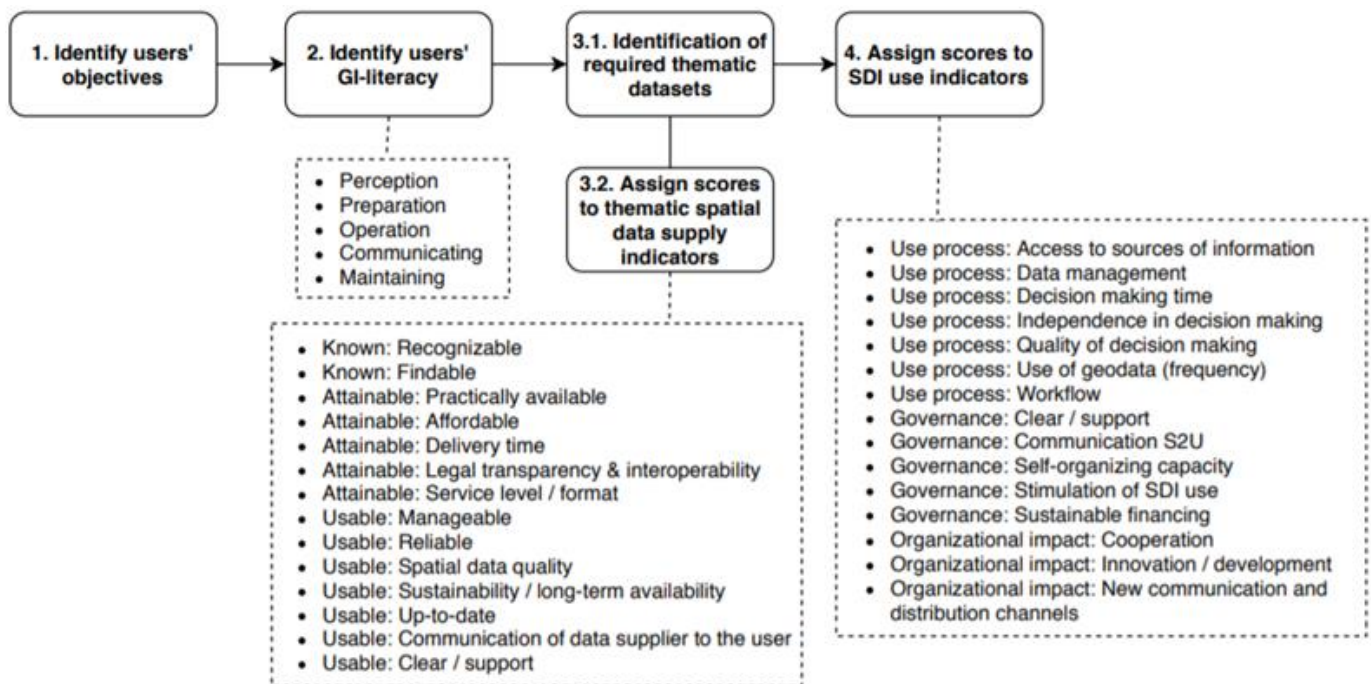 1. Identify users'
objectives
2. Identify users'
GI-literacy
3.1. Identification of
required thematic
datasets
4. Assign scores to
SDI use indicators
• Perception
• Preparation
• Operation
• Communicating
• Maintaining
3.2. Assign scores
to thematic spatial
data supply
indicators
• Known: Recognizable
• Known: Findable
• Attainable: Practically available
• Attainable: Affordable
• Attainable: Delivery time
• Attainable: Legal transparency & interoperability
• Attainable: Service level / format
• Usable: Manageable
• Usable: Reliable
• Usable: Spatial data quality
• Usable: Sustainability / long-term availability
• Usable: Up-to-date
• Usable: Communication of data supplier to the user
• Usable: Clear / support
• Use process: Access to sources of information
• Use process: Data management
• Use process: Decision making time
• Use process: Independence in decision making
• Use process: Quality of decision making
• Use process: Use of geodata (frequency)
• Use process: Workflow
• Governance: Clear / support
• Governance: Communication S2U
• Governance: Self-organizing capacity
• Governance: Stimulation of SDI use
• Governance: Sustainable financing
• Organizational impact: Cooperation
• Organizational impact: Innovation / development
• Organizational impact: New communication and
distribution channels